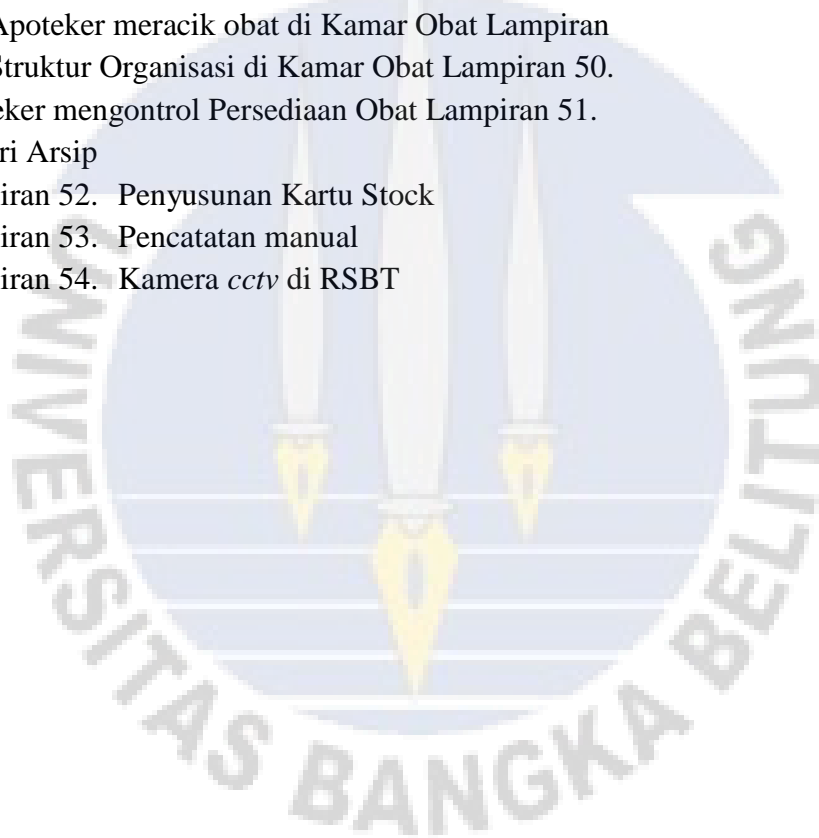 Apoteker meracik obat di Kamar Obat Lampiran
Struktur Organisasi di Kamar Obat Lampiran 50.
eker mengontrol Persediaan Obat Lampiran 51.
ri Arsip
iran 52. Penyusunan Kartu Stock
iran 53. Pencatatan manual
iran 54. Kamera cctv di RSBT
UNIVERSITAS BANGKA BELITUNG